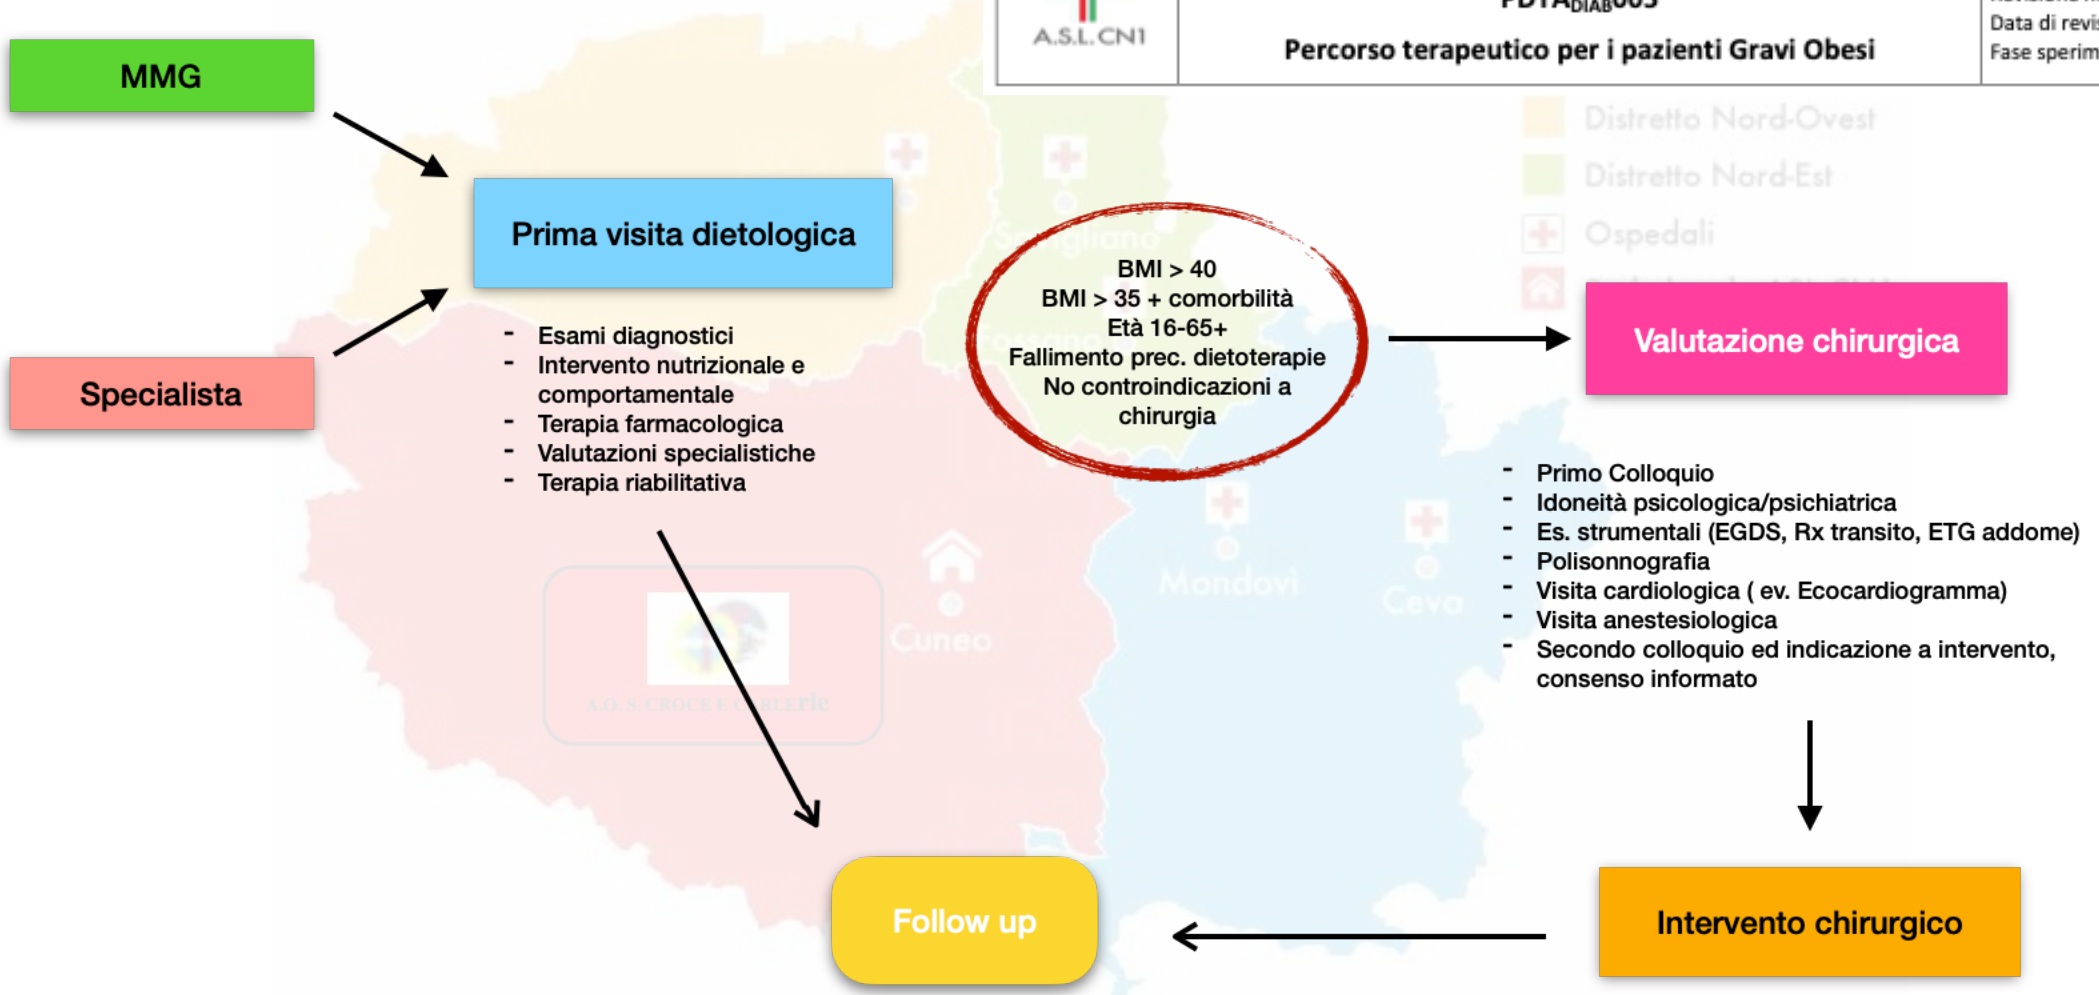 A.S.L. CN1
Percorso terapeutico per i pazienti Gravi Obesi
Data di revis
Fase sperim
MMG
Specialista
Prima visita dietologica
- Esami diagnostici
- Intervento nutrizionale e
comportamentale
- Terapia farmacologica
- Valutazioni specialistiche
- Terapia riabilitativa
BMI > 40
BMI > 35 + comorbilità
Età 16-65+
Fallimento prec. dietoterapie
No controindicazioni a
chirurgia
Distretto Nord-Ovest
Distretto Nord-Est
Ospedali
Valutazione chirurgica
- Primo Colloquio
- Idoneità psicologica/psichiatrica
- Es. strumentali (EGDS, Rx transito, ETG addome)
- Polisonnografia
- Visita cardiologica ( ev. Ecocardiogramma)
- Visita anestesiologica
- Secondo colloquio ed indicazione a intervento,
consenso informato
Mondovì
Ceva
Cuneo
A.O. S. CROCE E
Follow up
Intervento chirurgico